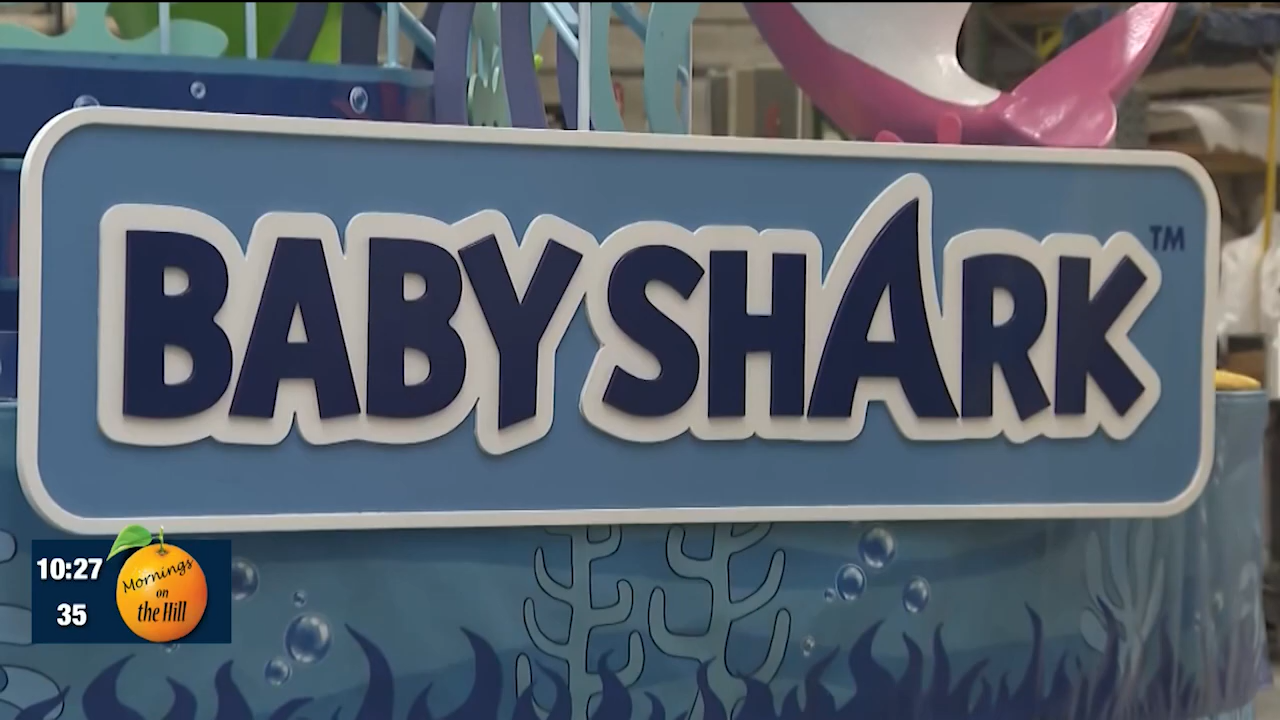 BABY SHARK™
10:27
35
Mornings
on
the Hill